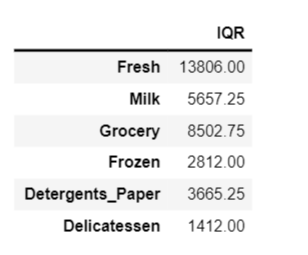 IQR
Fresh 13806.00
Milk 5657.25
Grocery 8502.75
Frozen 2812.00
Detergents_Paper 3665.25
Delicatessen 1412.00